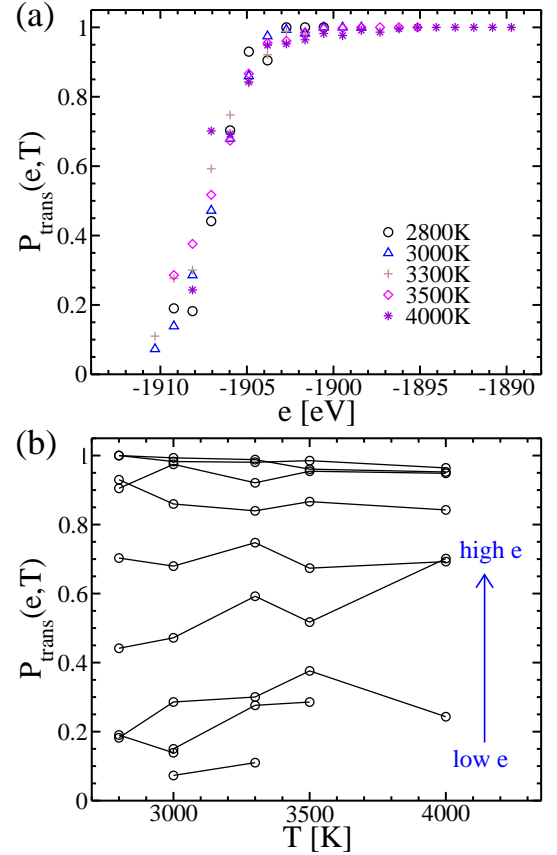 (a)
1
0.8
0.6
0.4
0.2
0
P_trans(e,T)
2800K
3000K
3300K
3500K
4000K
-1910 -1905 -1900 -1895 -1890
e [eV]
(b)
1
0.8
0.6
0.4
0.2
0
P_trans(e,T)
high e
low e
3000 3500 4000
T [K]